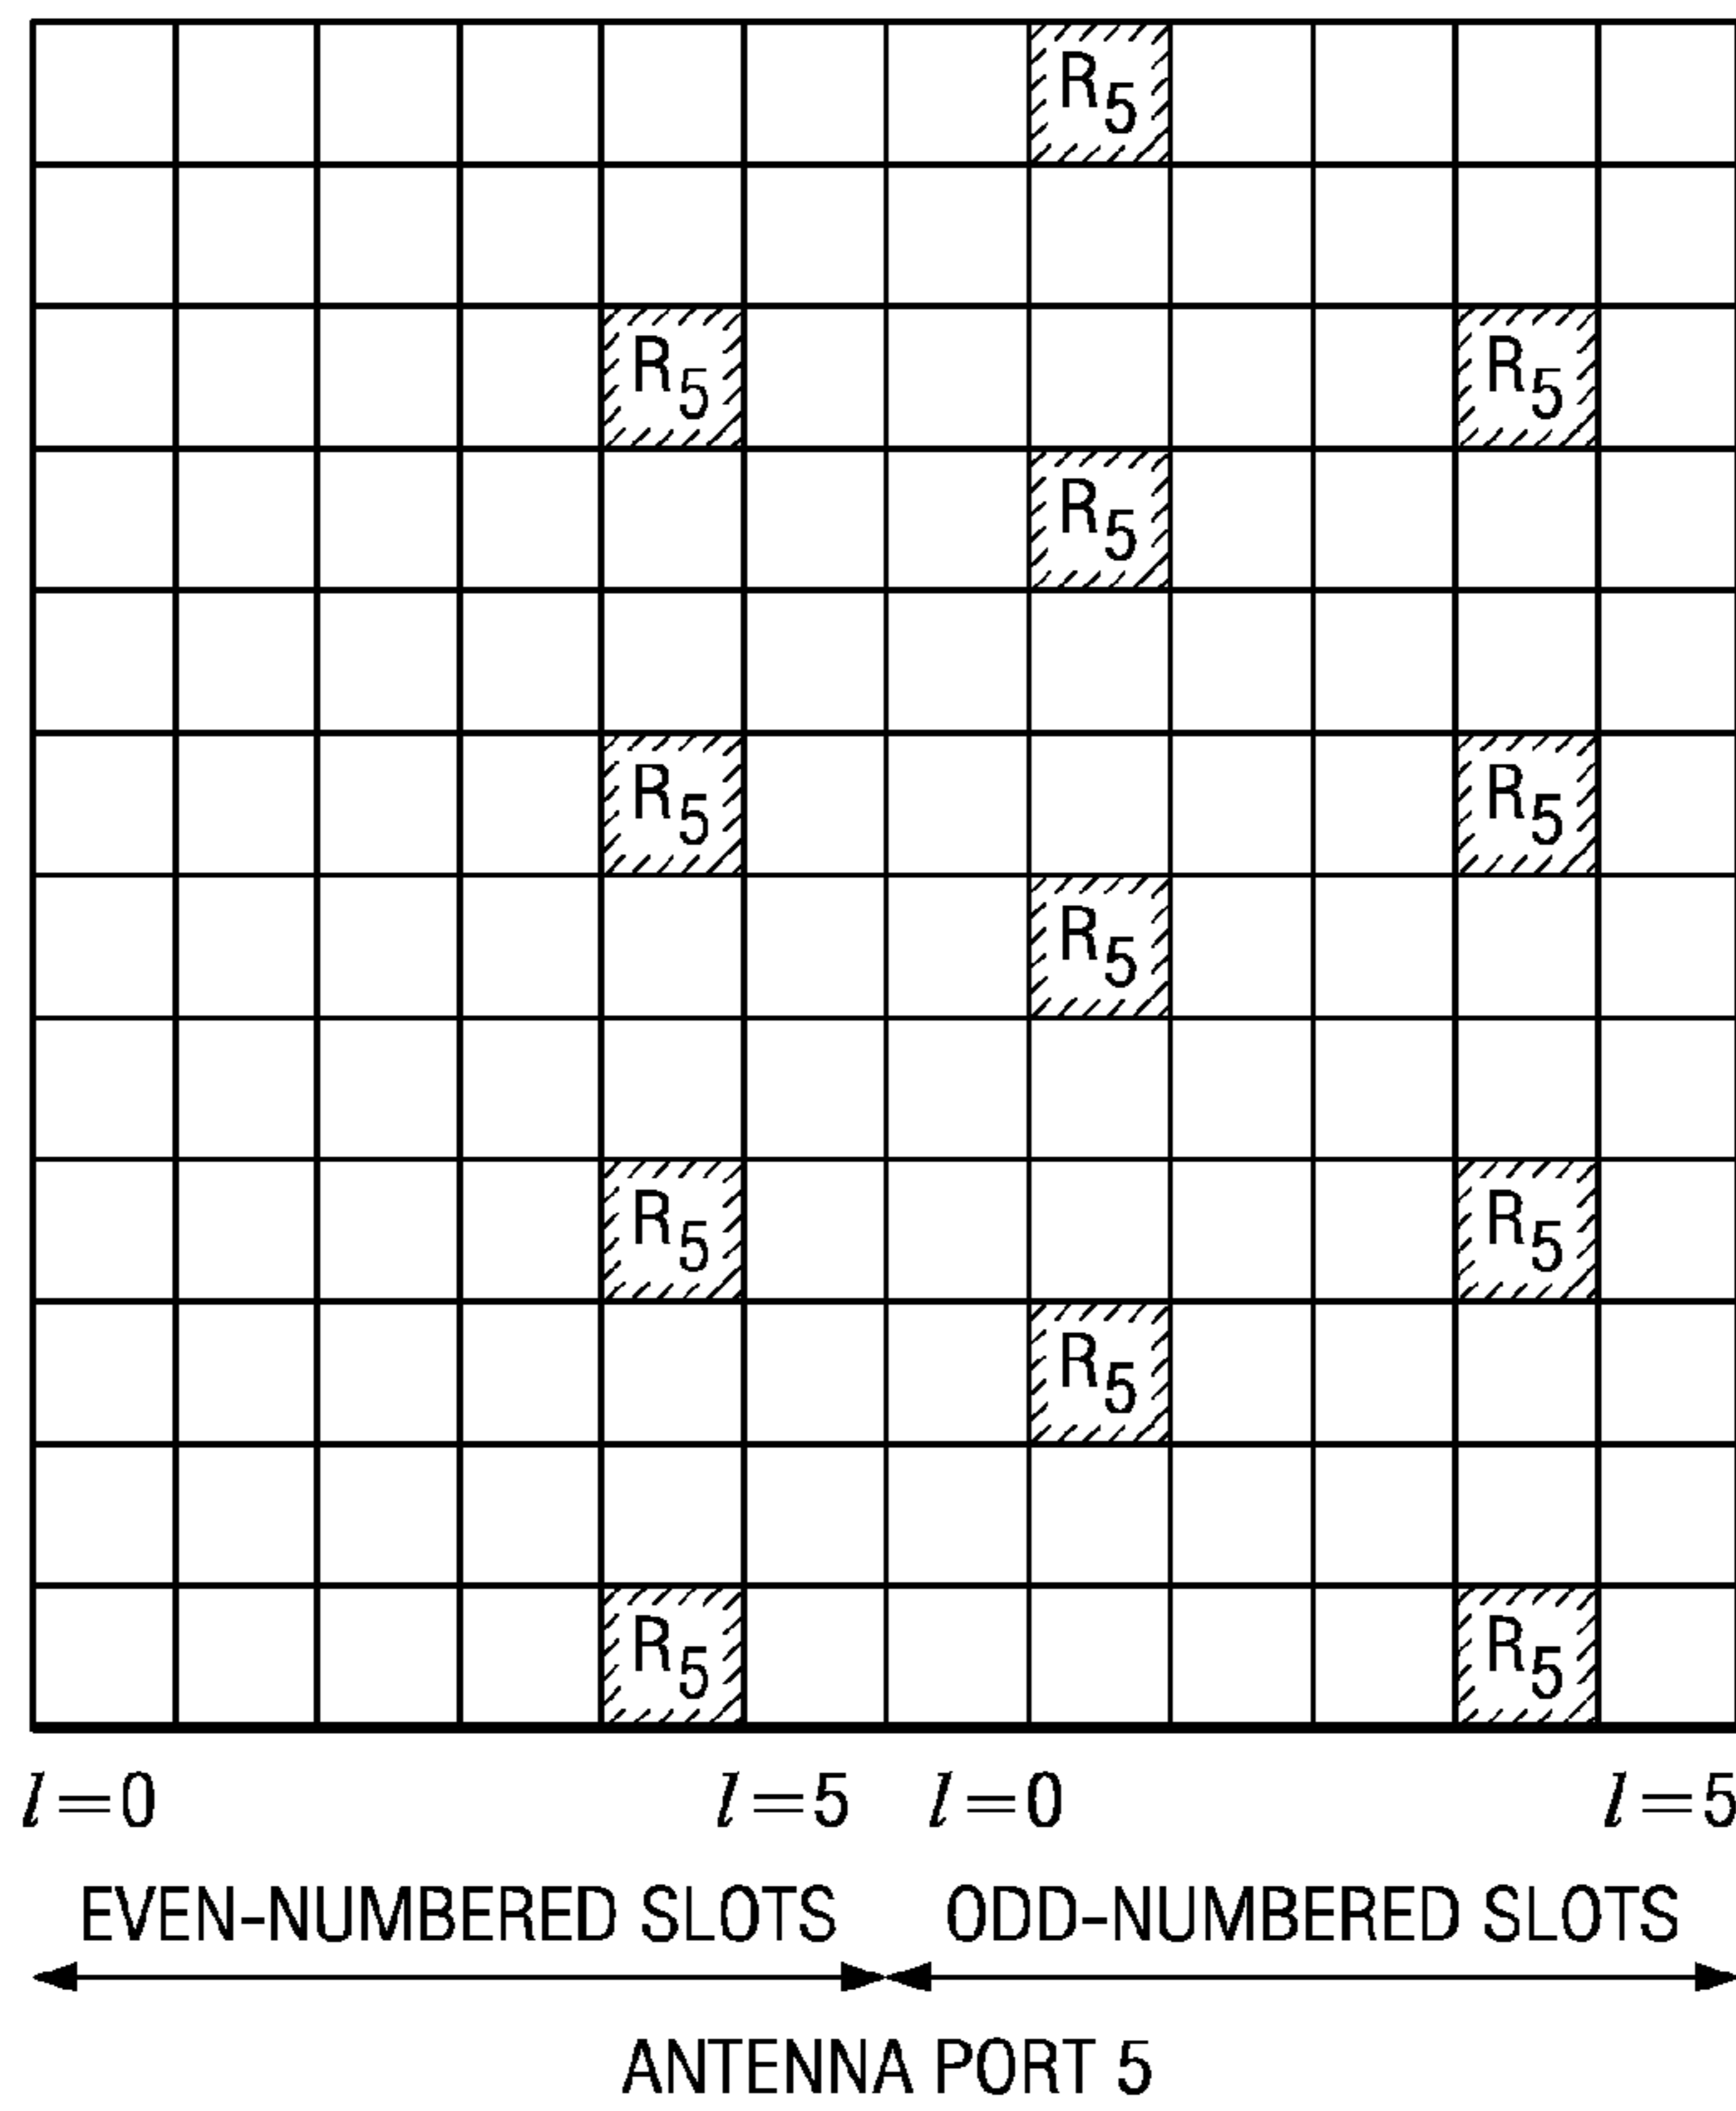 R5
R5 R5
R5
R5 R5
R5
R5 R5
R5
R5 R5
l=0 l=5 l=0 l=5
EVEN-NUMBERED SLOTS ODD-NUMBERED SLOTS
ANTENNA PORT 5